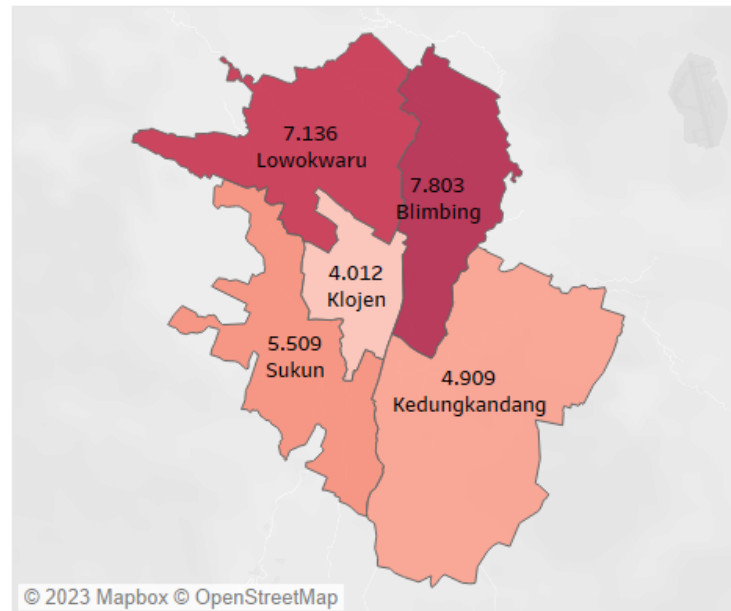 7.136
Lowokwaru
7.803
Blimbing
4.012
Klojen
5.509
Sukun
4.909
Kedungkandang
© 2023 Mapbox © OpenStreetMap